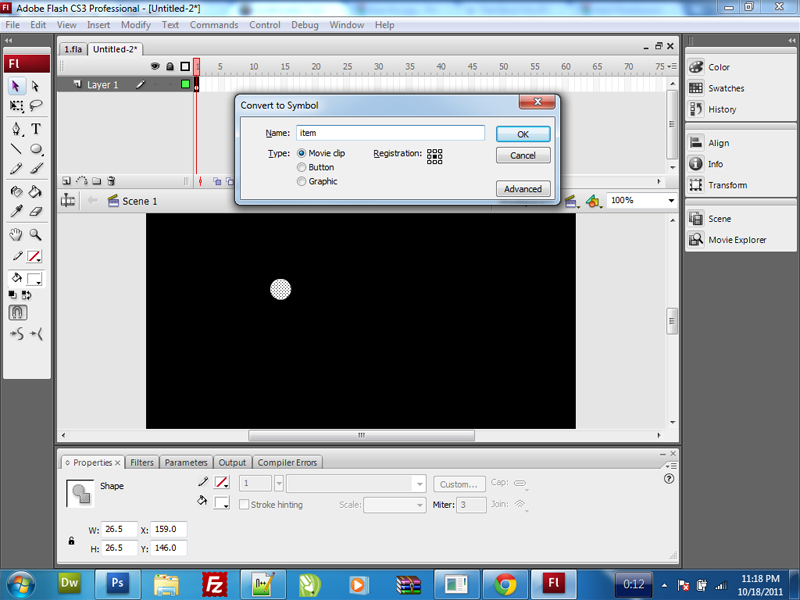 Adobe Flash CS3 Professional - [Untitled-2*]
File Edit View Insert Modify Text Commands Control Debug Window Help
1.fla Untitled-2*
Fl
1 5 10 15 20 25 30 35 40 45 50 55 60 65 70 75
Layer 1
Convert to Symbol
Name: item
OK
Type: Movie clip Registration:
Cancel
Button
Graphic
Advanced
Scene 1
100%
Color
Swatches
History
Align
Info
Transform
Scene
Movie Explorer
Properties × Filters Parameters Output Compiler Errors
Shape
1
Custom...
Cap:
Stroke hinting
Scale:
Miter: 3
Join:
W: 26.5 X: 159.0
H: 26.5 Y: 146.0
Dw
Ps
Fz
n++
Fl
0:12
11:18 PM
10/18/2011